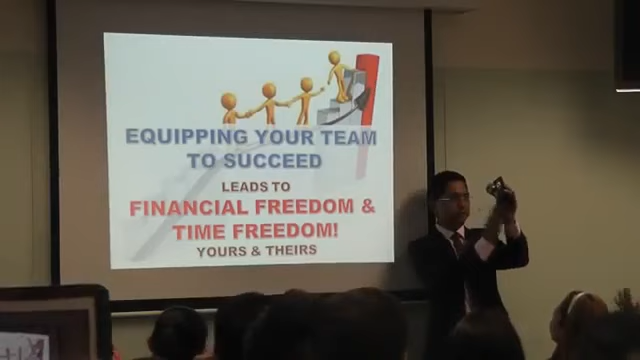 EQUIPPING YOUR TEAM
TO SUCCEED
LEADS TO
FINANCIAL FREEDOM &
TIME FREEDOM!
YOURS & THEIRS